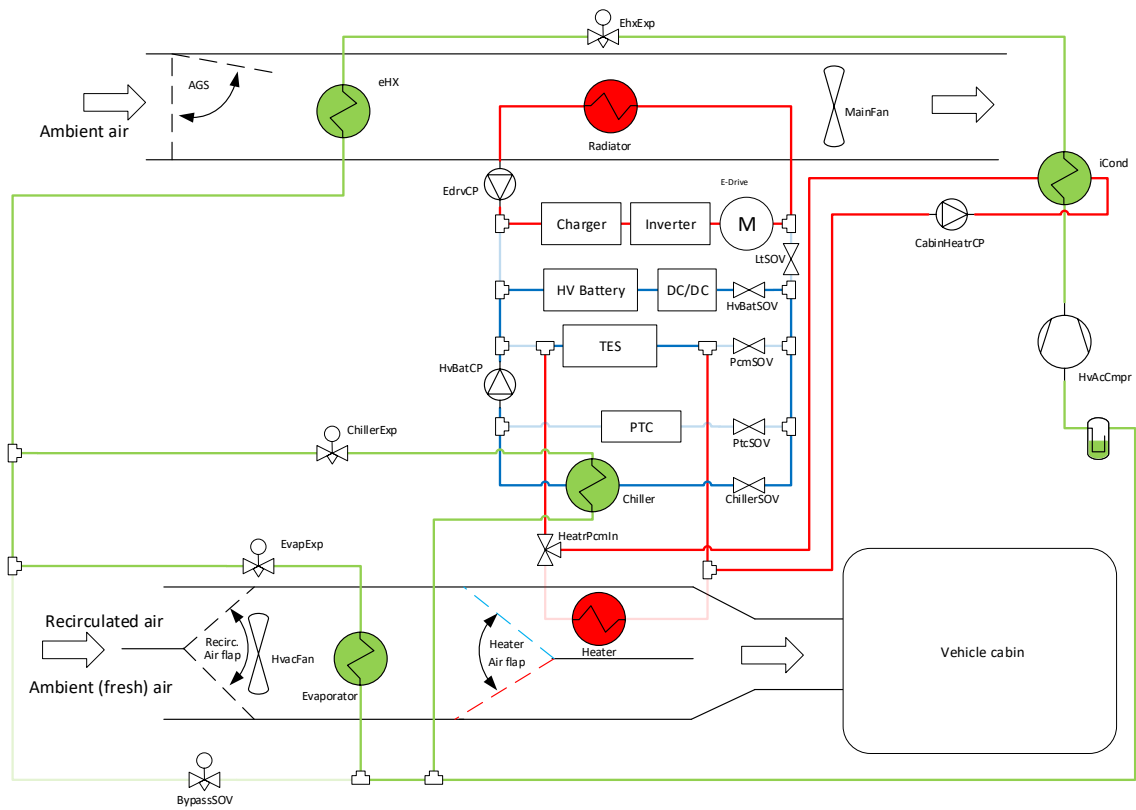 EhxExp
AGS
eHX
Ambient air
Radiator
MainFan
iCond
EdrvCP
E-Drive
Charger
Inverter
M
CabinHeatrCP
LtSOV
HV Battery
DC/DC
HvBatSOV
TES
HvBatCP
PcmSOV
HvAcCmpr
ChillerExp
PTC
PtcSOV
Chiller
ChillerSOV
HeatrPcmIn
EvapExp
Recirculated air
Recirc.
Air flap
HvacFan
Heater
Air flap
Heater
Vehicle cabin
Ambient (fresh) air
Evaporator
BypassSOV